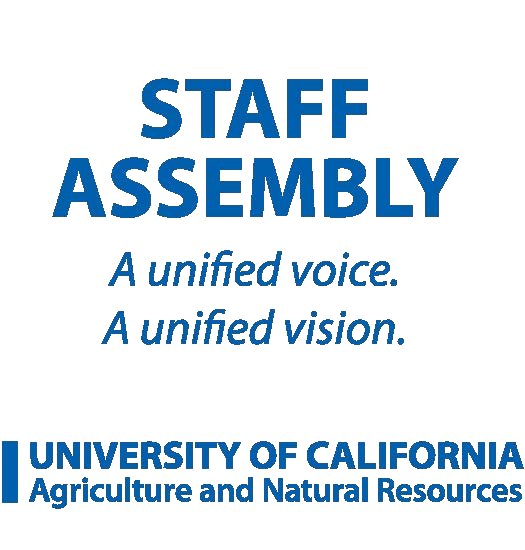 STAFF
ASSEMBLY
A unified voice.
A unified vision.
UNIVERSITY OF CALIFORNIA
Agriculture and Natural Resources